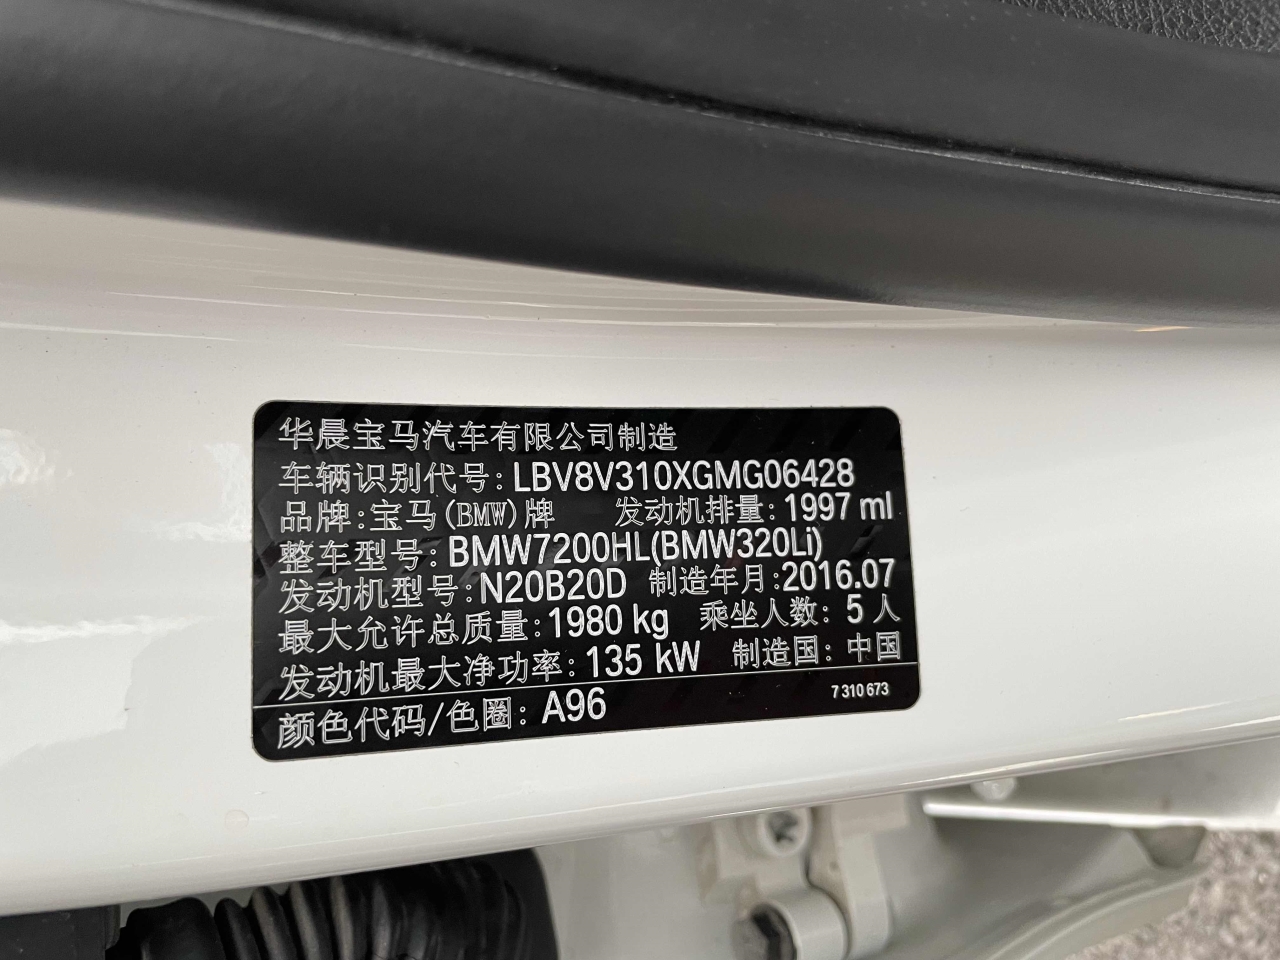 华晨宝马汽车有限公司制造
车辆识别代号: LBV8V310XGMG06428
品牌:宝马(BMW)牌 发动机排量: 1997 ml
整车型号: BMW7200HL(BMW320Li)
发动机型号: N20B20D 制造年月:2016.07
最大允许总质量:1980 kg 乘坐人数: 5 人
发动机最大净功率: 135 kW 制造国: 中国
颜色代码/色圈: A96 7 310 673